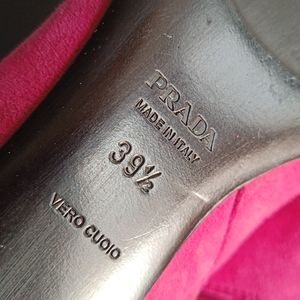 PRADA
MADE IN ITALY
39½
VERO CUOIO